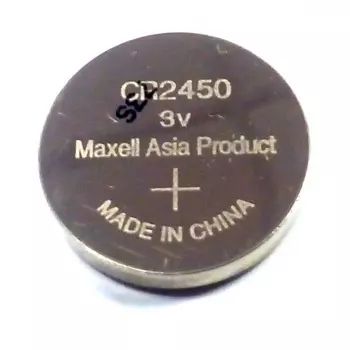 CR2450
3v
Maxell Asia Product
+
MADE IN CHINA